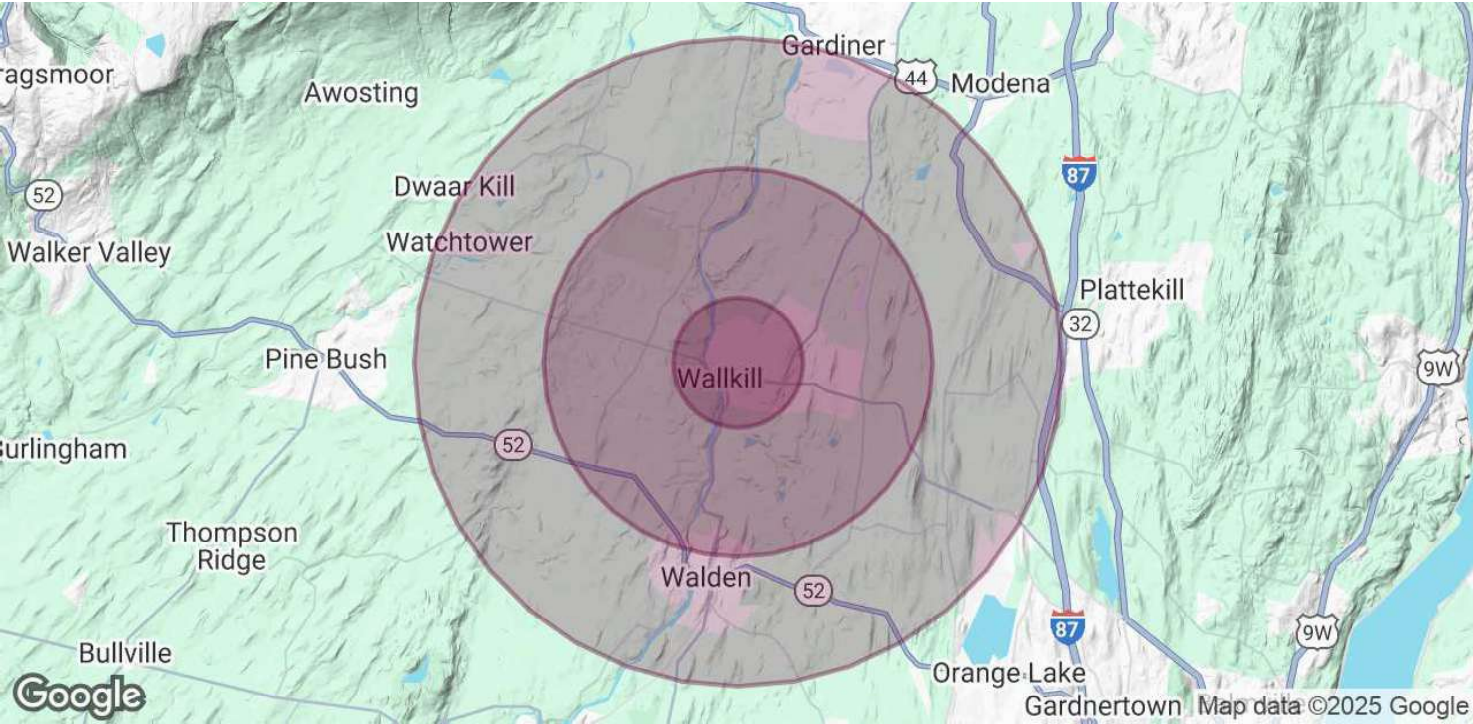 Gardiner
44
Modena
ragsmoor
Awosting
87
Dwaar Kill
52
Watchtower
Walker Valley
Plattekill
32
Pine Bush
9W
Wallkill
52
Burlingham
Thompson
Ridge
Walden
52
87
9W
Bullville
Orange Lake
Google
Gardnertown
Map data ©2025 Google